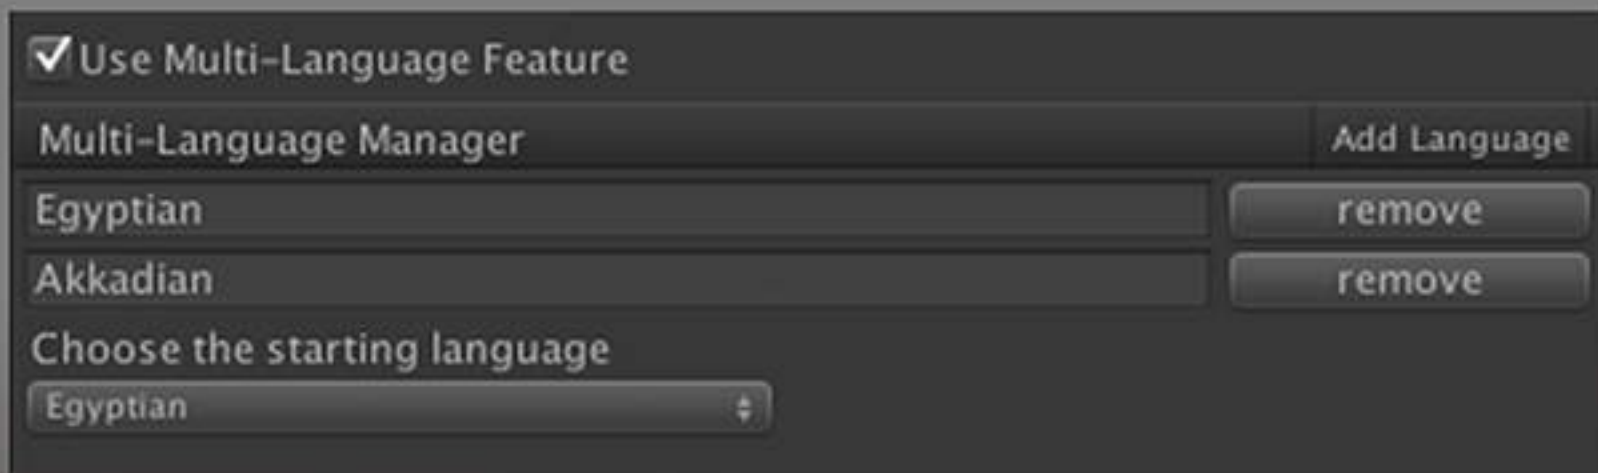 Use Multi-Language Feature
Multi-Language Manager Add Language
Egyptian remove
Akkadian remove
Choose the starting language
Egyptian